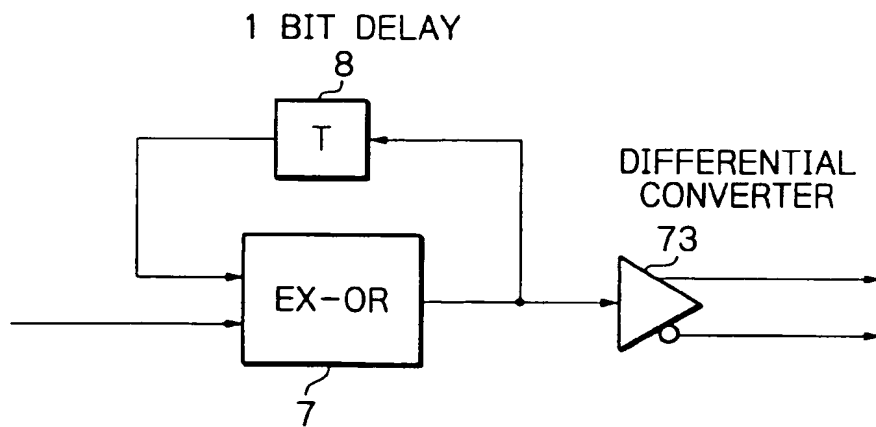 1 BIT DELAY
8
T
DIFFERENTIAL
CONVERTER
73
EX-OR
7